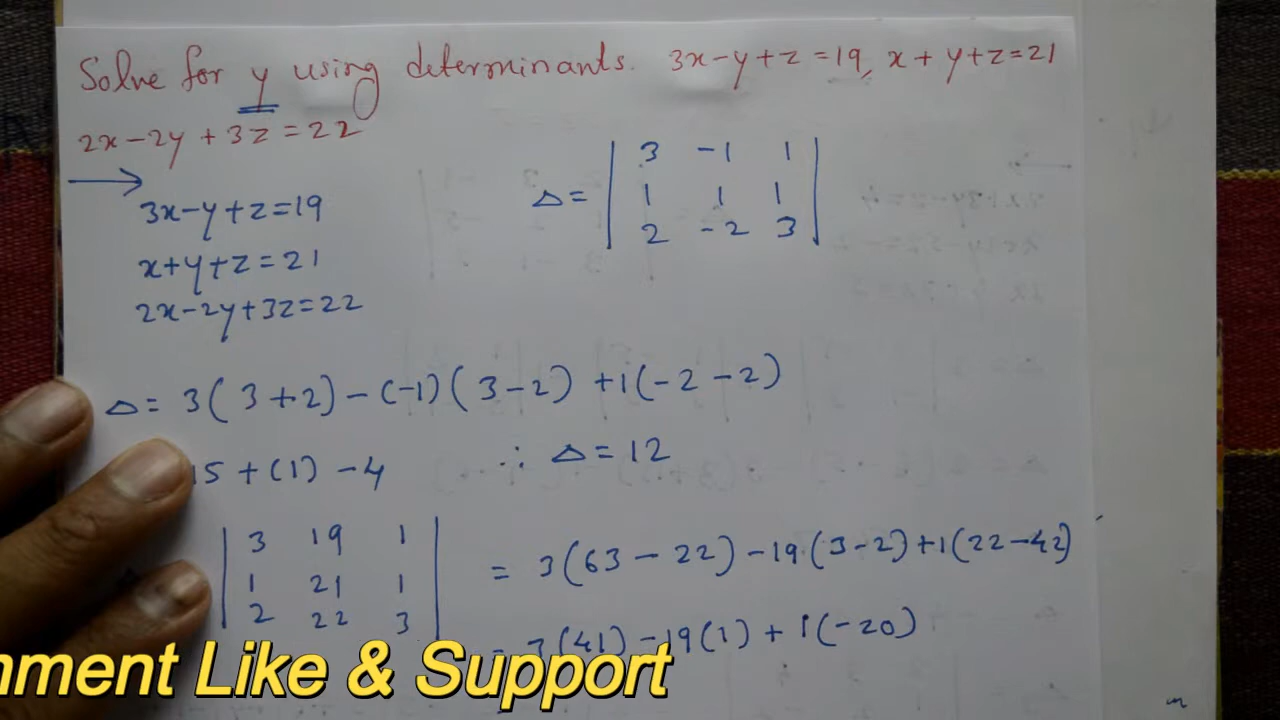 Solve for y using determinants. 3x-y+z=19, x+y+z=21
2x-2y+3z=22
→
3x-y+z=19
x+y+z=21
2x-2y+3z=22
Δ= | 3 -1 1 |
| 1 1 1 |
| 2 -2 3 |
Δ= 3(3+2)-(-1)(3-2)+1(-2-2)
15+(1)-4 ∴ Δ=12
| 3 19 1 |
| 1 21 1 |
| 2 22 3 |
= 3(63-22)-19(3-2)+1(22-42)
= 3(41)-19(1)+1(-20)
Like & Support